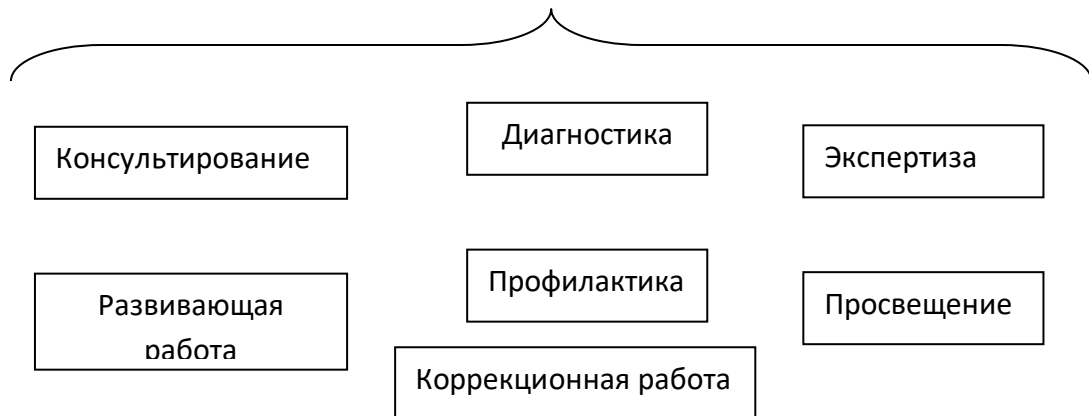 Консультирование
Диагностика
Экспертиза
Развивающая
работа
Профилактика
Просвещение
Коррекционная работа